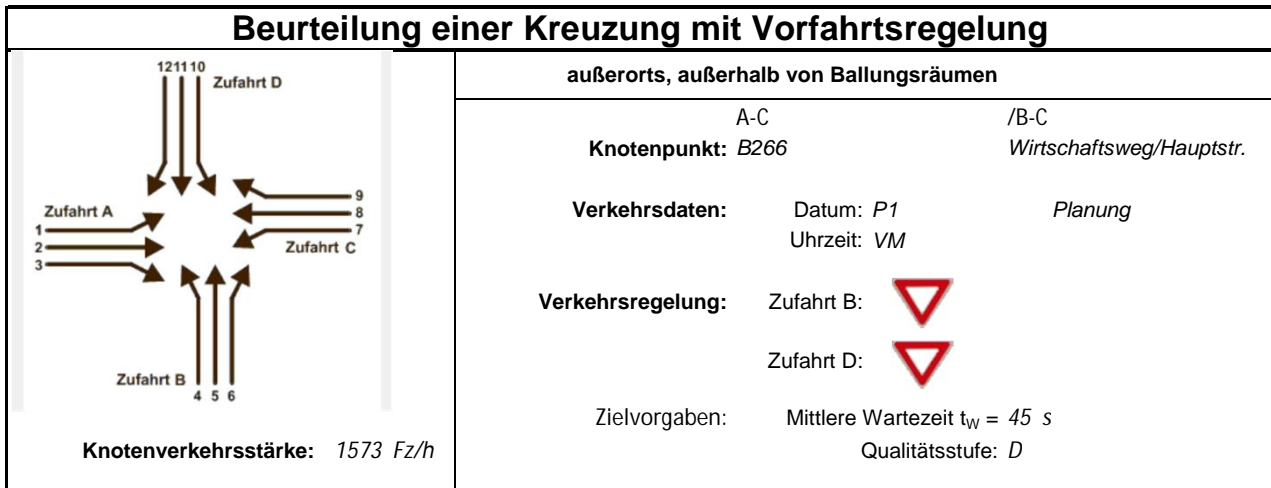 Beurteilung einer Kreuzung mit Vorfahrtsregelung
121110
Zufahrt D
9
8
7
Zufahrt C
Zufahrt A
1
2
3
Zufahrt B
4 5 6
Knotenverkehrsstärke: 1573 Fz/h
außerorts, außerhalb von Ballungsräumen
A-C /B-C
Knotenpunkt: B266 Wirtschaftsweg/Hauptstr.
Verkehrsdaten: Datum: P1 Planung
Uhrzeit: VM
Verkehrsregelung: Zufahrt B:
Zufahrt D:
Zielvorgaben: Mittlere Wartezeit tW = 45 s
Qualitätsstufe: D